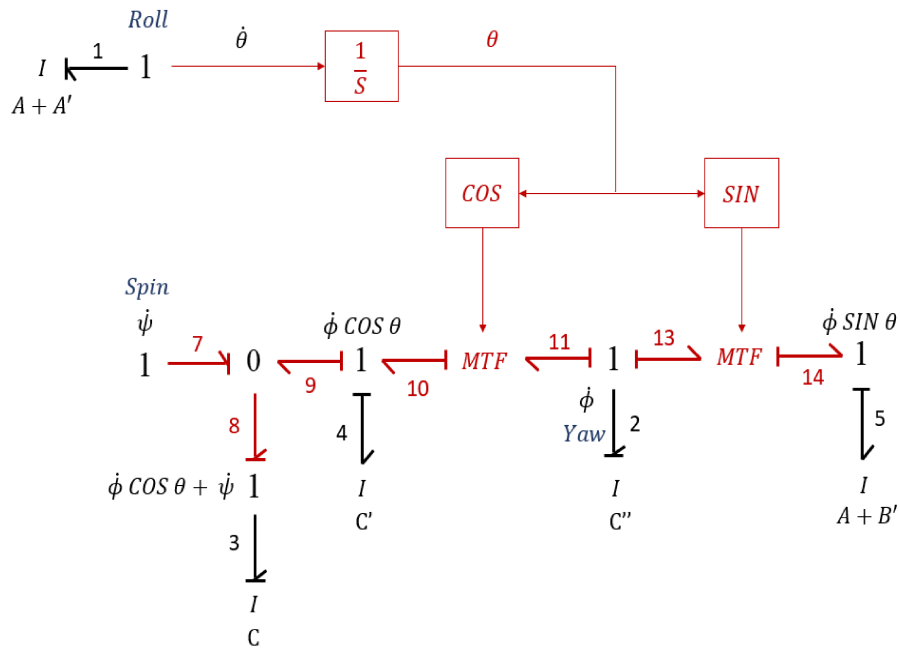 Roll
1
I
1
θ̇
1
S
θ
A + A′
COS
SIN
Spin
ψ̇
ϕ̇ COS θ
ϕ̇ SIN θ
1
7
0
9
1
10
MTF
11
1
13
MTF
14
1
8
4
ϕ̇
Yaw
2
5
ϕ̇ COS θ + ψ̇
1
I
C'
I
C''
I
A + B′
3
I
C